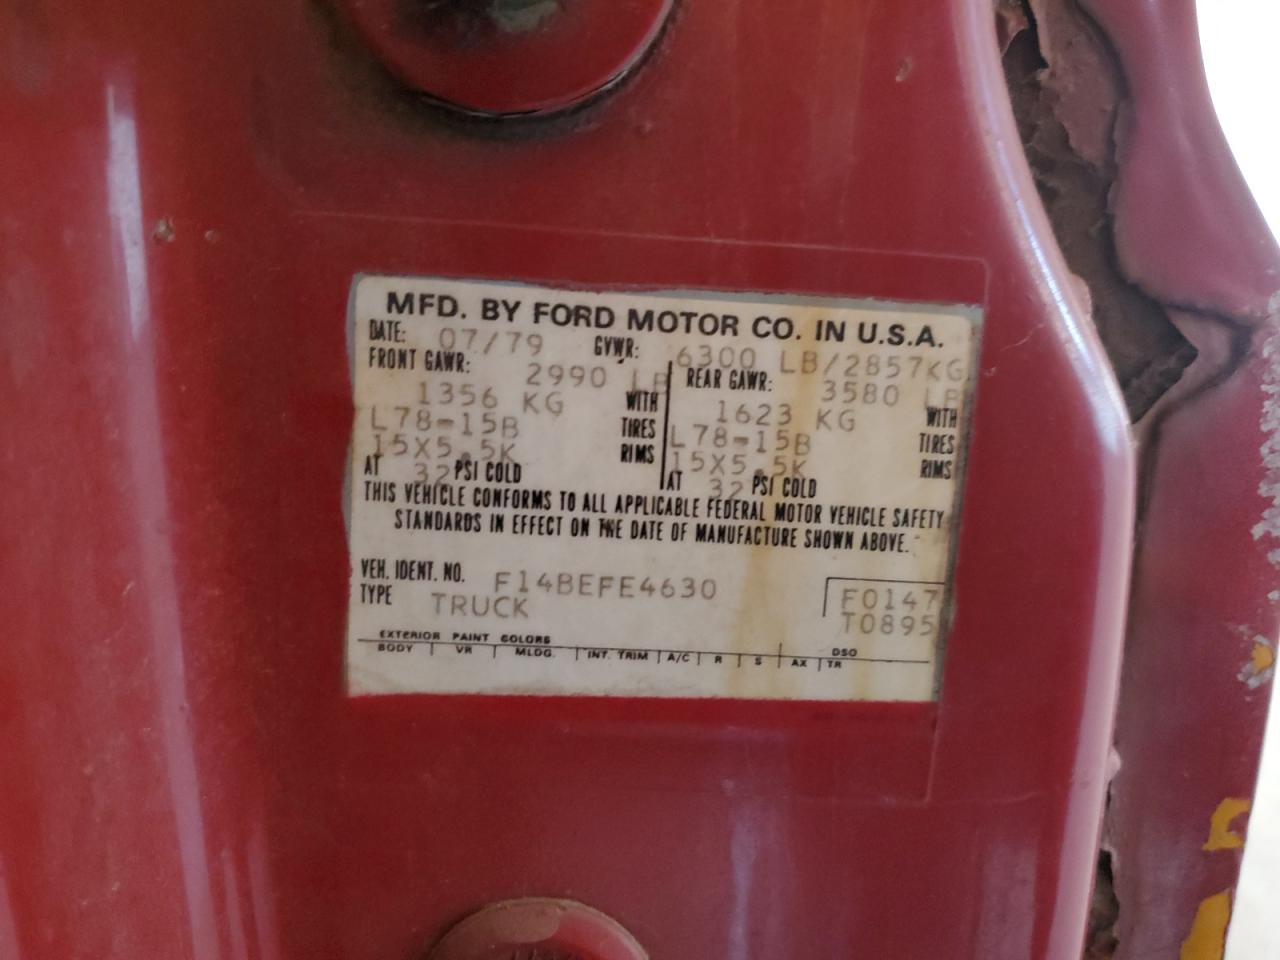 MFD. BY FORD MOTOR CO. IN U.S.A.
DATE: 07/79 GVWR: 6300 LB/2857KG
FRONT GAWR: 2990 LB REAR GAWR: 3580 LB
1356 KG WITH 1623 KG WITH
L78-15B TIRES L78-15B TIRES
15X5.5K RIMS 15X5.5K RIMS
AT 32 PSI COLD AT 32 PSI COLD
THIS VEHICLE CONFORMS TO ALL APPLICABLE FEDERAL MOTOR VEHICLE SAFETY
STANDARDS IN EFFECT ON THE DATE OF MANUFACTURE SHOWN ABOVE.
VEH. IDENT. NO. F14BEFE4630 F0147
TYPE TRUCK T0895
EXTERIOR PAINT COLORS DSO
BODY VR MLDG. INT. TRIM A/C R S AX TR